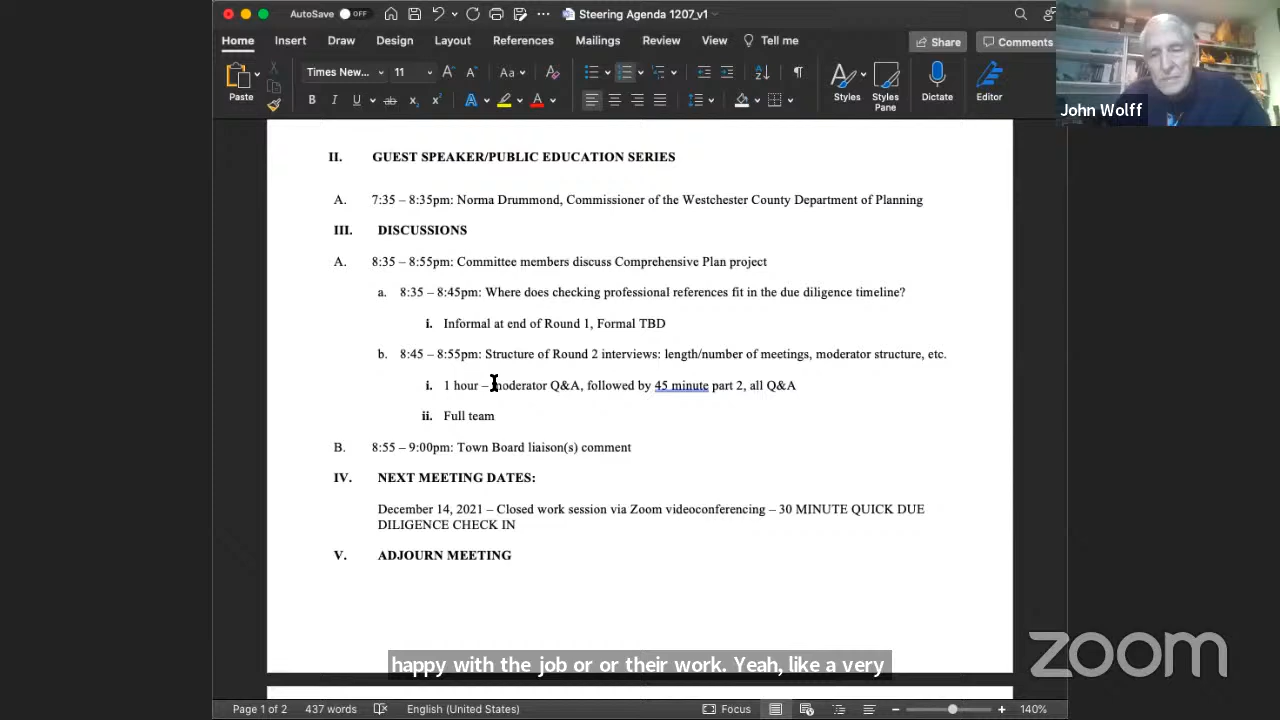 AutoSave OFF Steering Agenda 1207_v1
Home Insert Draw Design Layout References Mailings Review View Tell me Share Comments
Paste Times New... 11 Aa Styles Styles Pane Dictate Editor
John Wolff
II. GUEST SPEAKER/PUBLIC EDUCATION SERIES
A. 7:35 – 8:35pm: Norma Drummond, Commissioner of the Westchester County Department of Planning
III. DISCUSSIONS
A. 8:35 – 8:55pm: Committee members discuss Comprehensive Plan project
a. 8:35 – 8:45pm: Where does checking professional references fit in the due diligence timeline?
i. Informal at end of Round 1, Formal TBD
b. 8:45 – 8:55pm: Structure of Round 2 interviews: length/number of meetings, moderator structure, etc.
i. 1 hour – moderator Q&A, followed by 45 minute part 2, all Q&A
ii. Full team
B. 8:55 – 9:00pm: Town Board liaison(s) comment
IV. NEXT MEETING DATES:
December 14, 2021 – Closed work session via Zoom videoconferencing – 30 MINUTE QUICK DUE
DILIGENCE CHECK IN
V. ADJOURN MEETING
happy with the job or or their work. Yeah, like a very
zoom
Page 1 of 2 437 words English (United States) Focus 140%